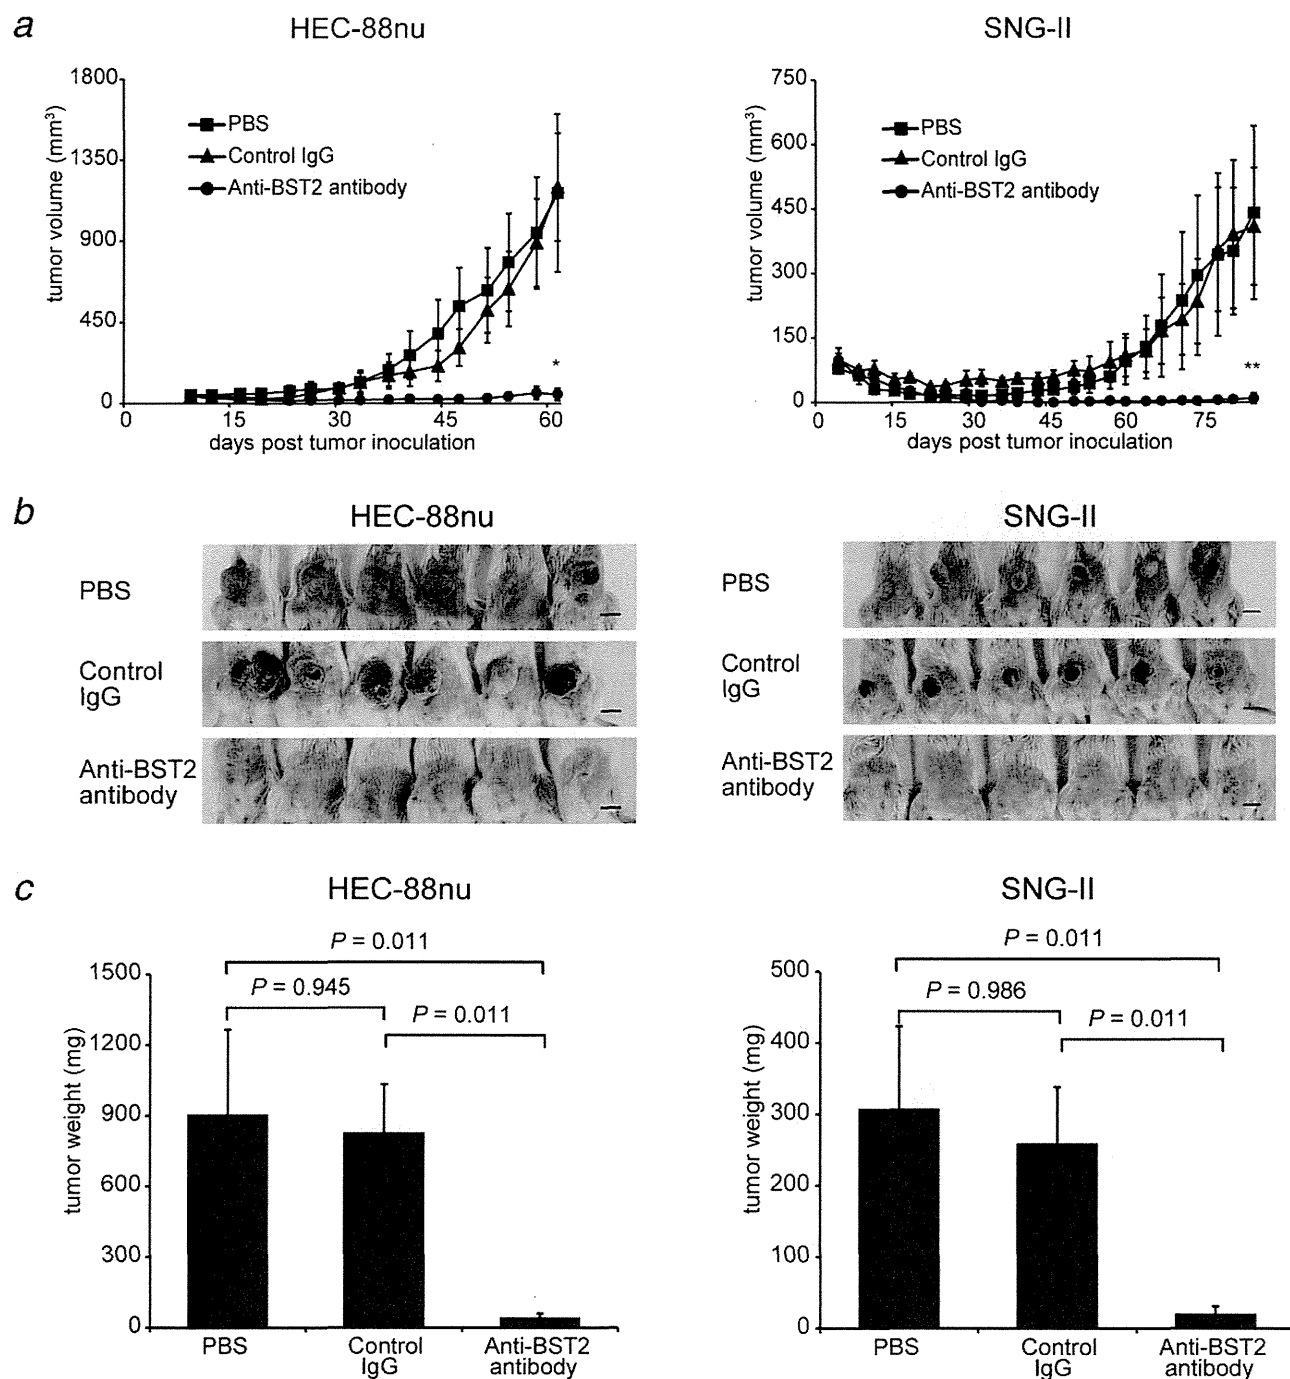 a
HEC-88nu
SNG-II
tumor volume (mm³)
1800
1350
900
450
0
PBS
Control IgG
Anti-BST2 antibody
*
0 15 30 45 60
days post tumor inoculation
tumor volume (mm³)
750
600
450
300
150
0
PBS
Control IgG
Anti-BST2 antibody
**
0 15 30 45 60 75
days post tumor inoculation
b
HEC-88nu
SNG-II
PBS
Control
IgG
Anti-BST2
antibody
PBS
Control
IgG
Anti-BST2
antibody
c
HEC-88nu
SNG-II
P = 0.011
P = 0.945
P = 0.011
tumor weight (mg)
1500
1200
900
600
300
0
PBS
Control
IgG
Anti-BST2
antibody
P = 0.011
P = 0.986
P = 0.011
tumor weight (mg)
500
400
300
200
100
0
PBS
Control
IgG
Anti-BST2
antibody